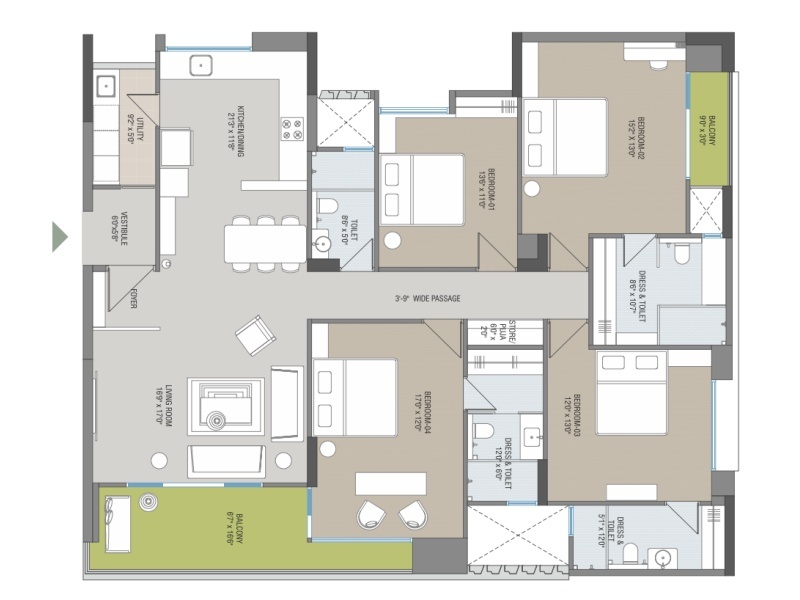 UTILITY
9'2" x 5'0"
KITCHEN/DINING
21'3" x 11'8"
VESTIBULE
6'0"x5'6"
FOYER
TOILET
8'6" x 5'0"
BEDROOM-01
13'6" x 11'0"
BEDROOM-02
15'2" x 13'0"
BALCONY
9'0" x 3'0"
DRESS & TOILET
8'6" x 10'7"
3'-9" WIDE PASSAGE
STORE/
PUJA
6'0" x
2'0"
LIVING ROOM
16'9" x 17'0"
BEDROOM-04
17'0" x 12'0"
DRESS & TOILET
12'0" x 6'0"
BEDROOM-03
12'0" x 13'0"
BALCONY
6'7" x 16'6"
DRESS &
TOILET
5'1" x 12'0"